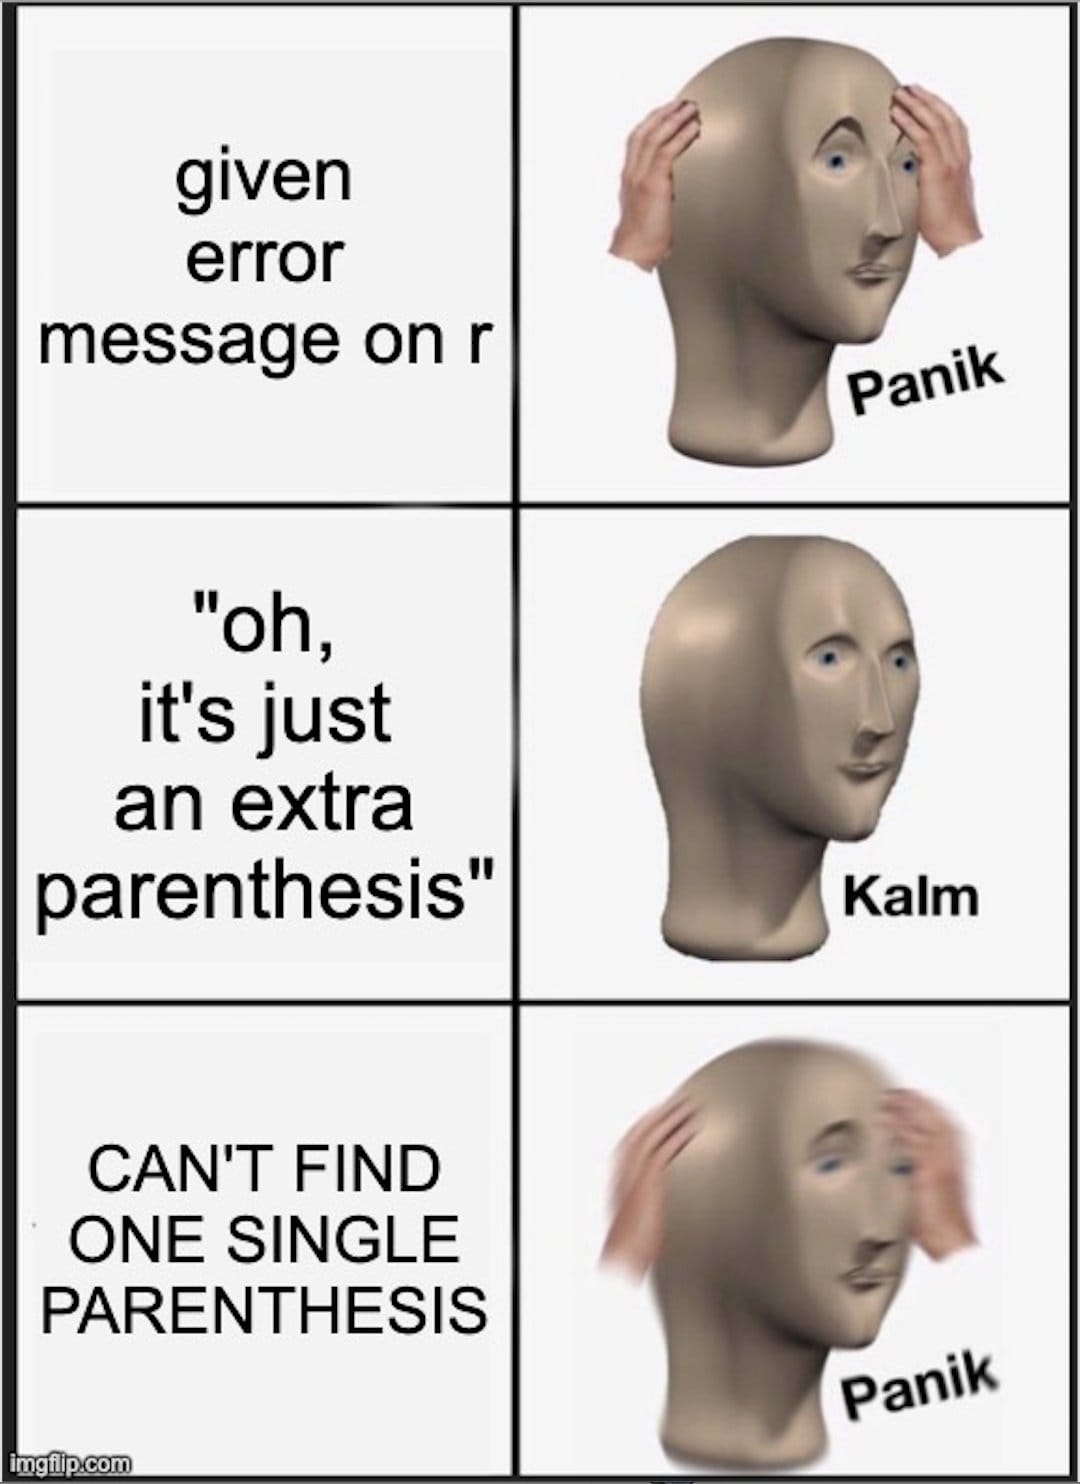 given
error
message on r
Panik
"oh,
it's just
an extra
parenthesis"
Kalm
CAN'T FIND
ONE SINGLE
PARENTHESIS
Panik
imgflip.com